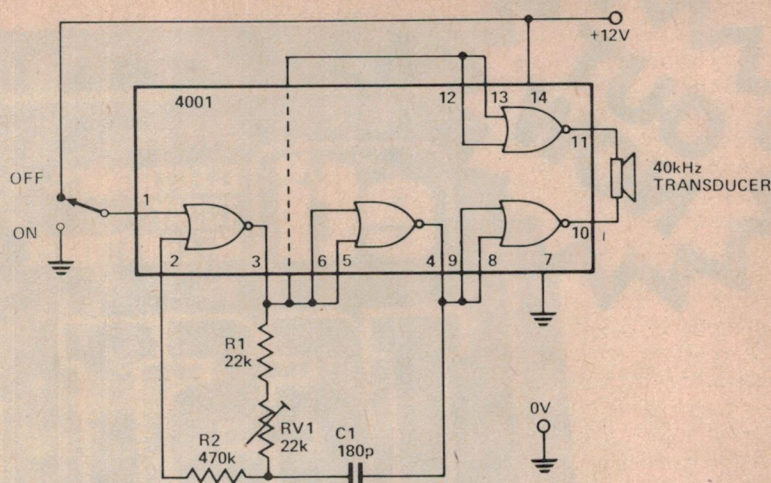 +12V
4001
12
13
14
11
40kHz
TRANSDUCER
OFF
ON
1
2
3
6
5
4
9
8
10
7
R1
22k
RV1
22k
R2
470k
C1
180p
0V